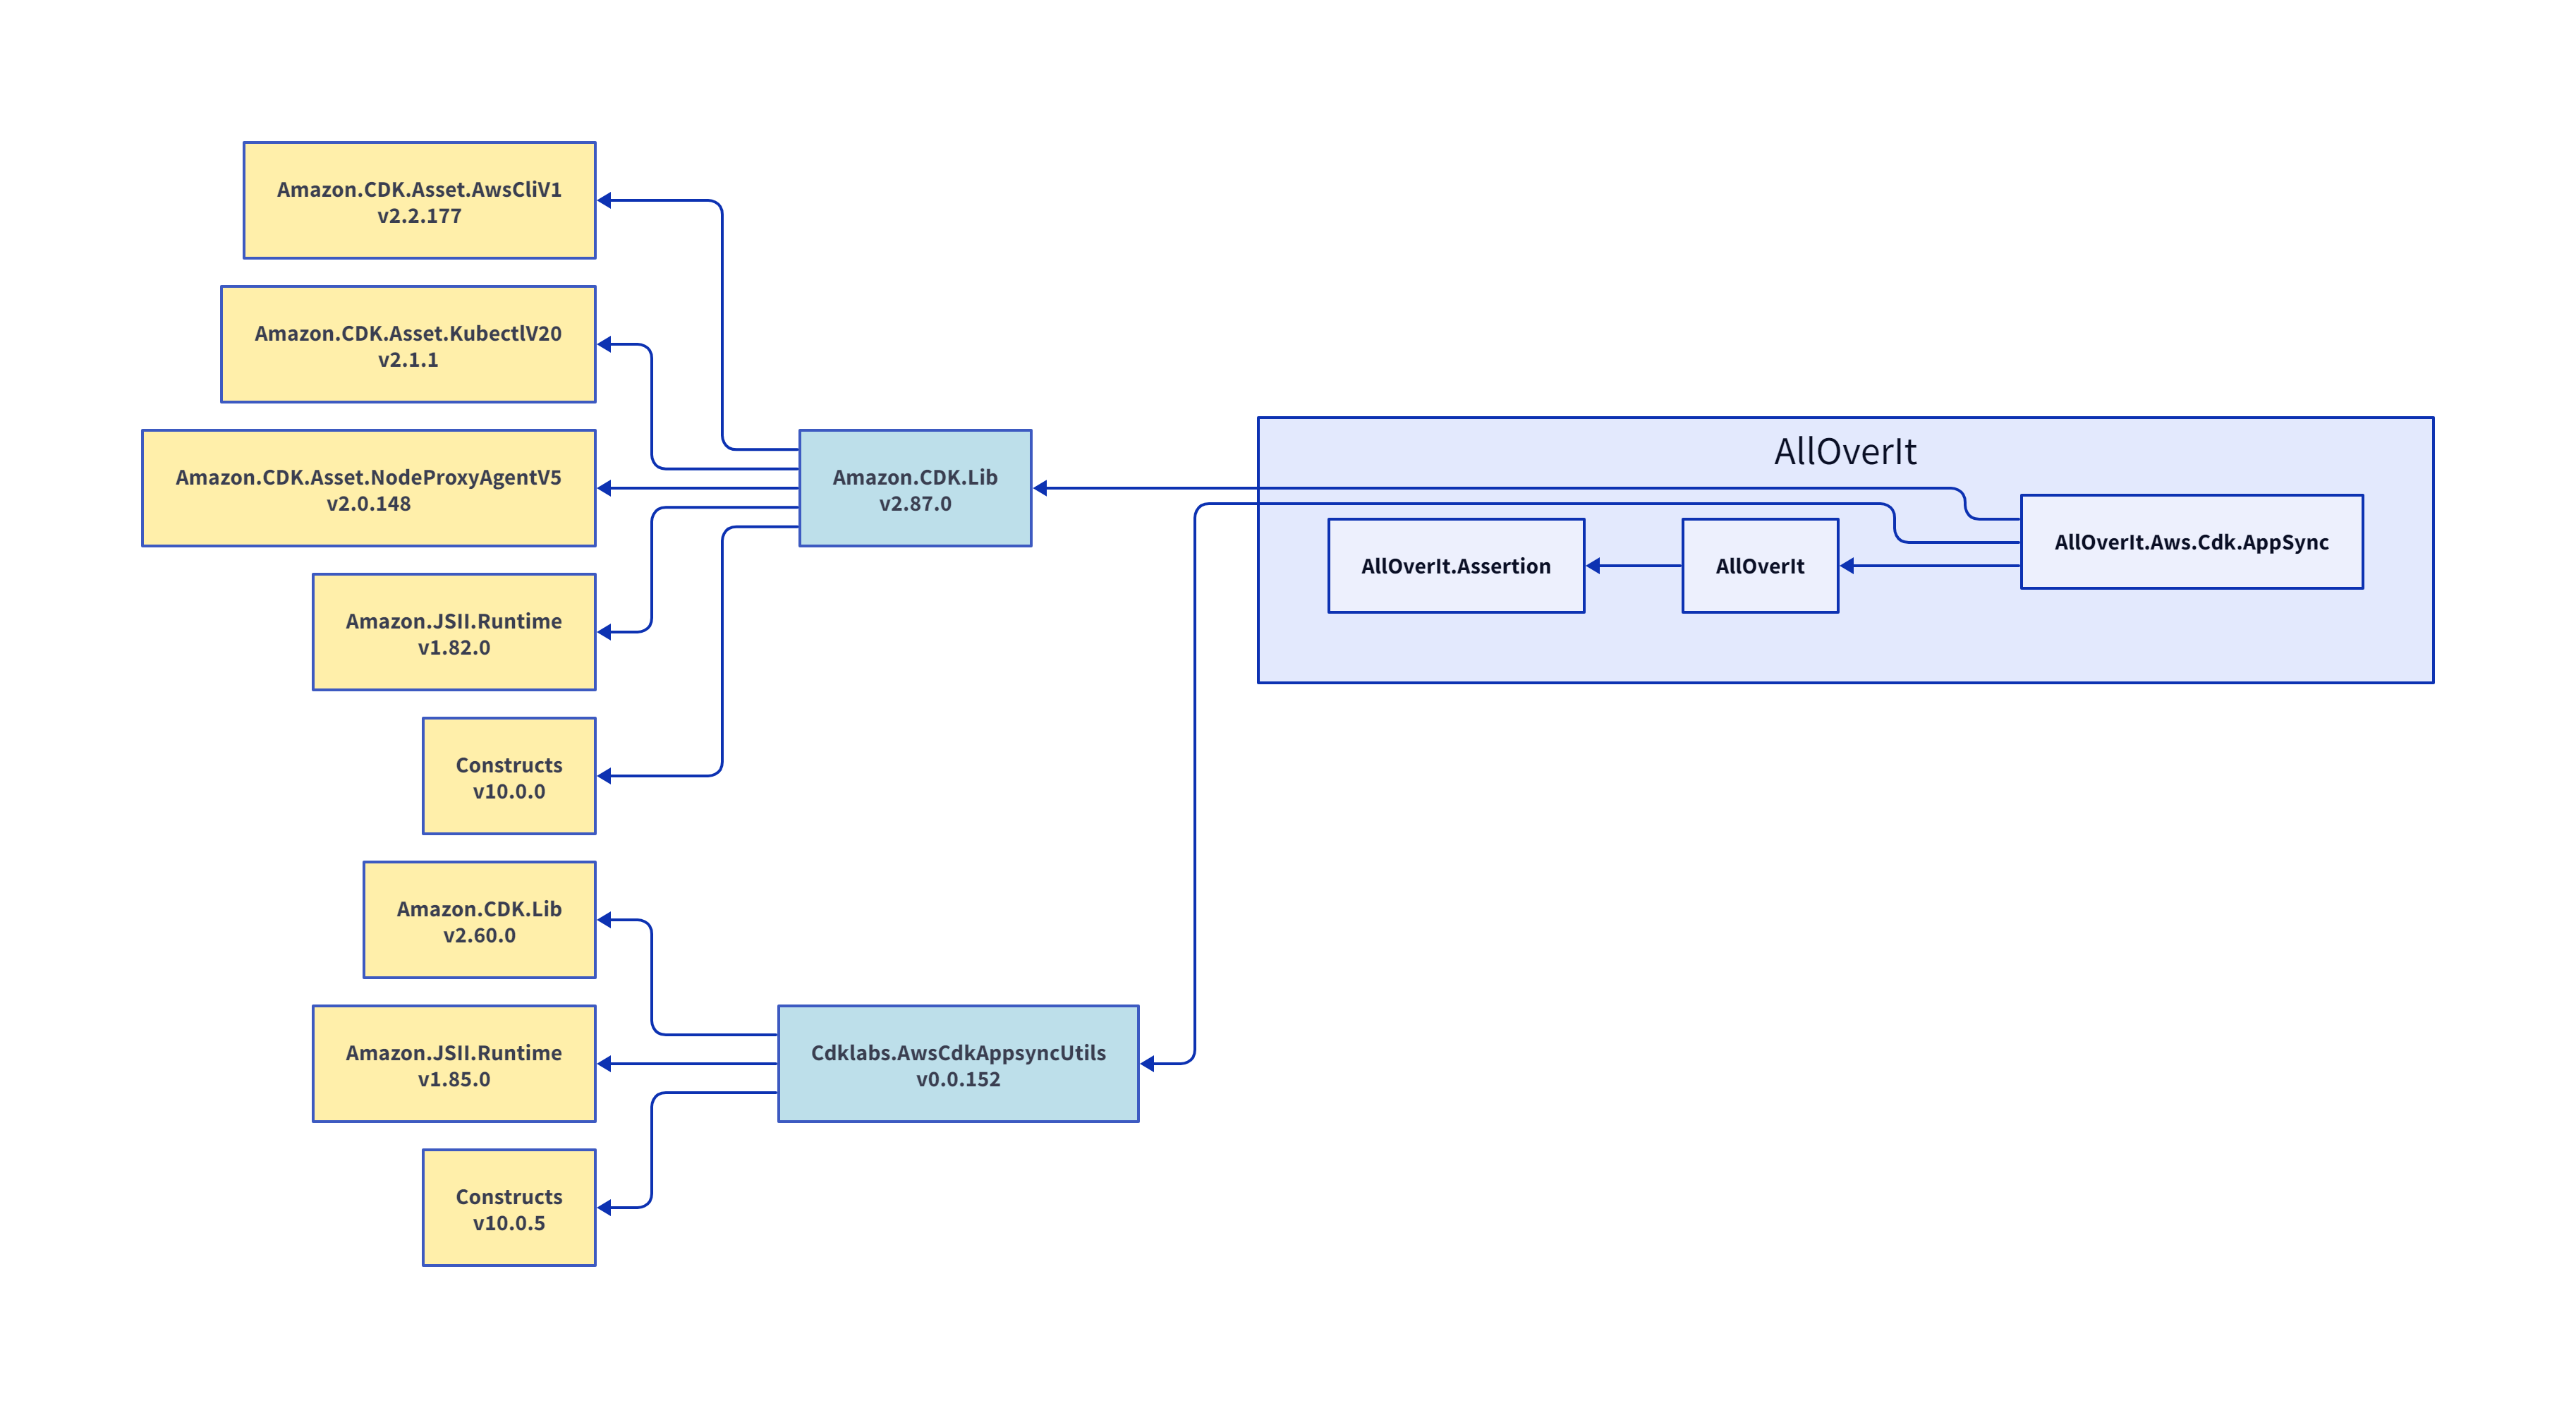 Amazon.CDK.Asset.AwsCliV1
v2.2.177
Amazon.CDK.Asset.KubectlV20
v2.1.1
Amazon.CDK.Asset.NodeProxyAgentV5
v2.0.148
Amazon.JSII.Runtime
v1.82.0
Constructs
v10.0.0
Amazon.CDK.Lib
v2.60.0
Amazon.JSII.Runtime
v1.85.0
Constructs
v10.0.5
Amazon.CDK.Lib
v2.87.0
Cdklabs.AwsCdkAppsyncUtils
v0.0.152
AllOverIt
AllOverIt.Assertion
AllOverIt
AllOverIt.Aws.Cdk.AppSync